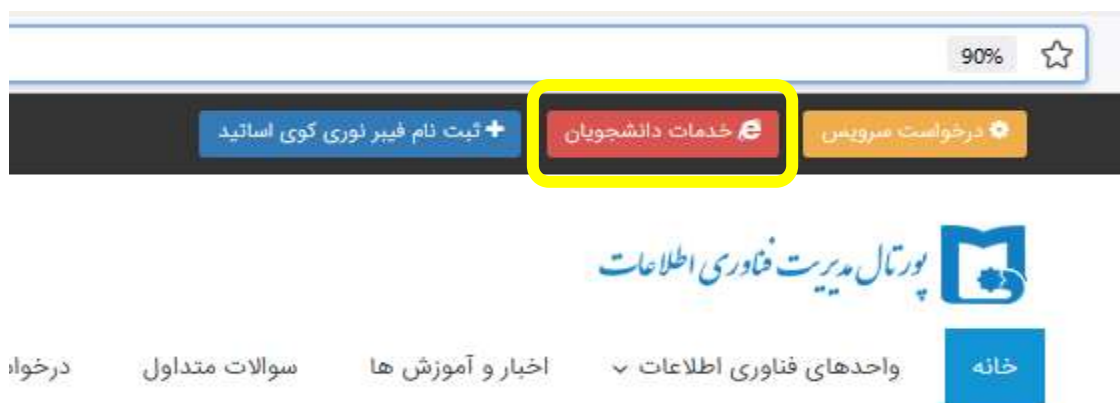 90%
درخواست سرویس
خدمات دانشجویان
ثبت نام فیبر نوری کوی اساتید
پورتال مدیریت فناوری اطلاعات
خانه
واحدهای فناوری اطلاعات
اخبار و آموزش ها
سوالات متداول